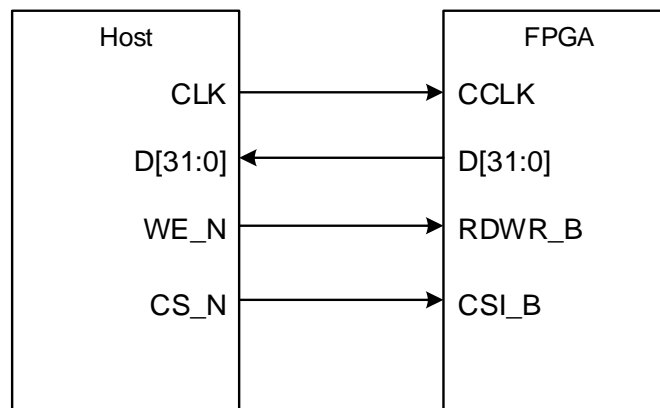 Host FPGA
CLK CCLK
D[31:0] D[31:0]
WE_N RDWR_B
CS_N CSI_B